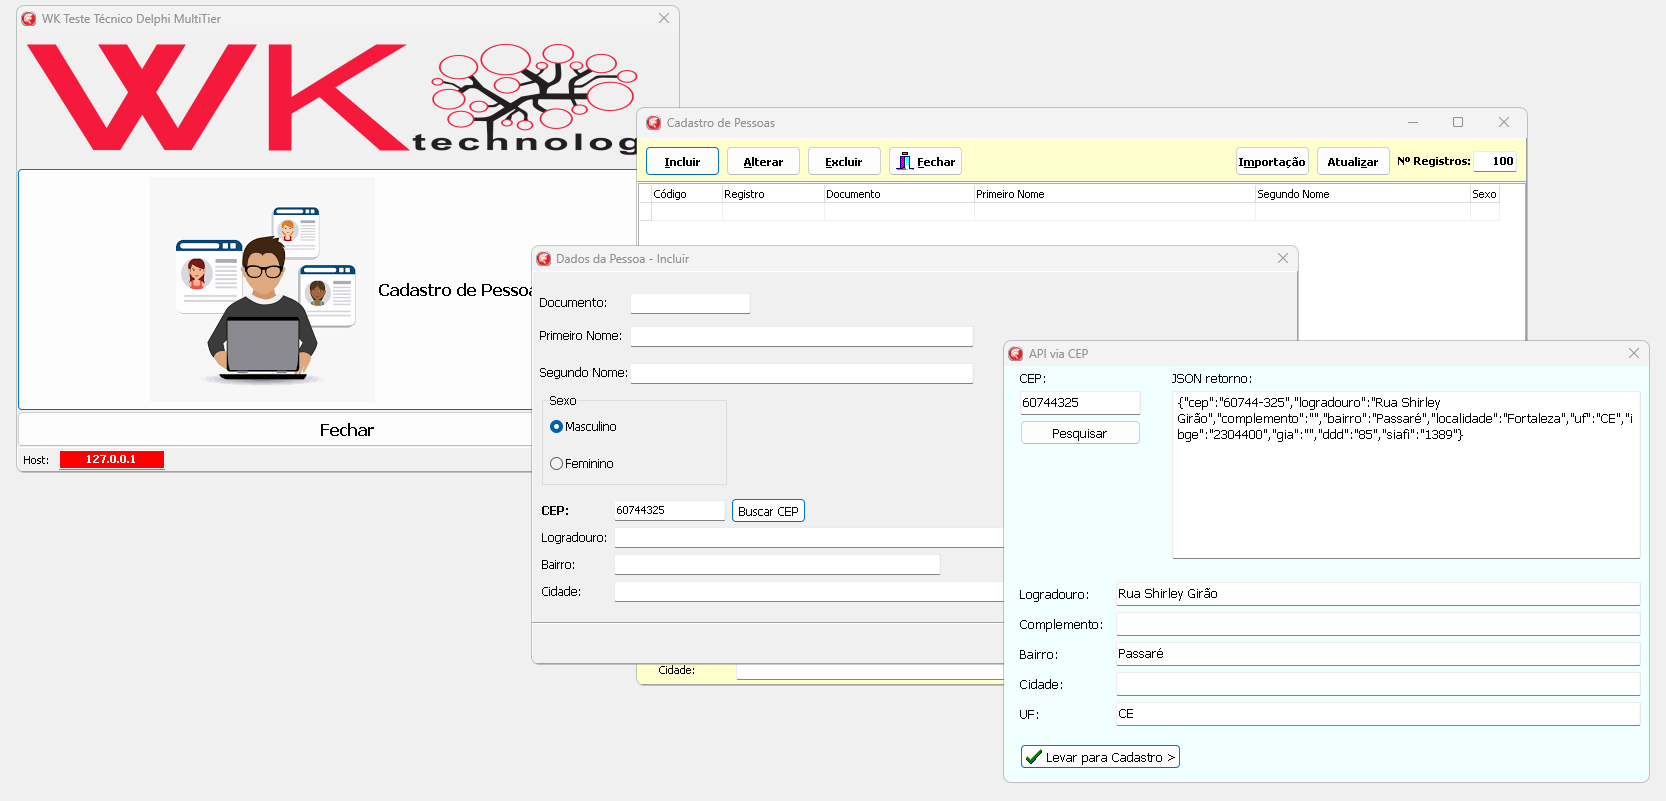 WK Teste Técnico Delphi MultiTier
WK
technolog
Cadastro de Pessoa
Fechar
Host: 127.0.0.1
Cadastro de Pessoas
Incluir Alterar Excluir Fechar Importação Atualizar Nº Registros: 100
Código Registro Documento Primeiro Nome Segundo Nome Sexo
Cidade:
Dados da Pessoa - Incluir
Documento:
Primeiro Nome:
Segundo Nome:
Sexo
Masculino
Feminino
CEP: 60744325 Buscar CEP
Logradouro:
Bairro:
Cidade:
API via CEP
CEP:
60744325
Pesquisar
JSON retorno:
{"cep":"60744-325","logradouro":"Rua Shirley
Girão","complemento":"","bairro":"Passaré","localidade":"Fortaleza","uf":"CE","i
bge":"2304400","gia":"","ddd":"85","siafi":"1389"}
Logradouro: Rua Shirley Girão
Complemento:
Bairro: Passaré
Cidade:
UF: CE
Levar para Cadastro >